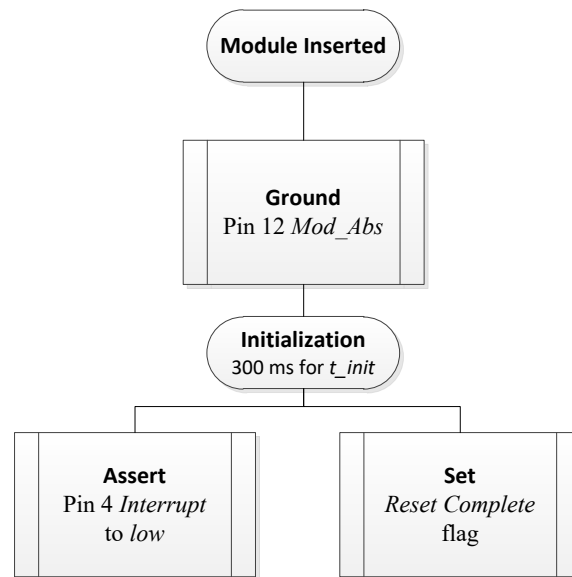 Module Inserted
Ground
Pin 12 Mod_Abs
Initialization
300 ms for t_init
Assert
Pin 4 Interrupt
to low
Set
Reset Complete
flag